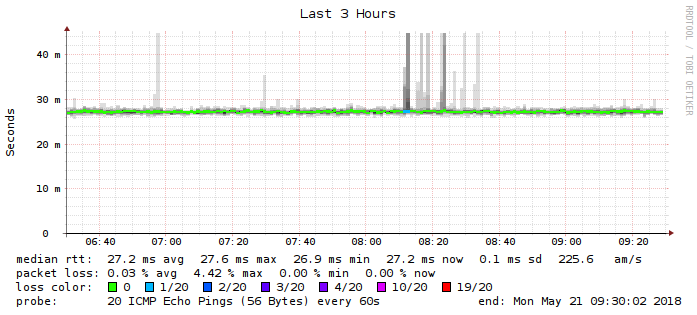 Last 3 Hours
RRDTOOL / TOBI OETIKER
Seconds
40 m
30 m
20 m
10 m
0
06:40 07:00 07:20 07:40 08:00 08:20 08:40 09:00 09:20
median rtt: 27.2 ms avg 27.6 ms max 26.9 ms min 27.2 ms now 0.1 ms sd 225.6 am/s
packet loss: 0.03 % avg 4.42 % max 0.00 % min 0.00 % now
loss color: 0 1/20 2/20 3/20 4/20 10/20 19/20
probe: 20 ICMP Echo Pings (56 Bytes) every 60s end: Mon May 21 09:30:02 2018